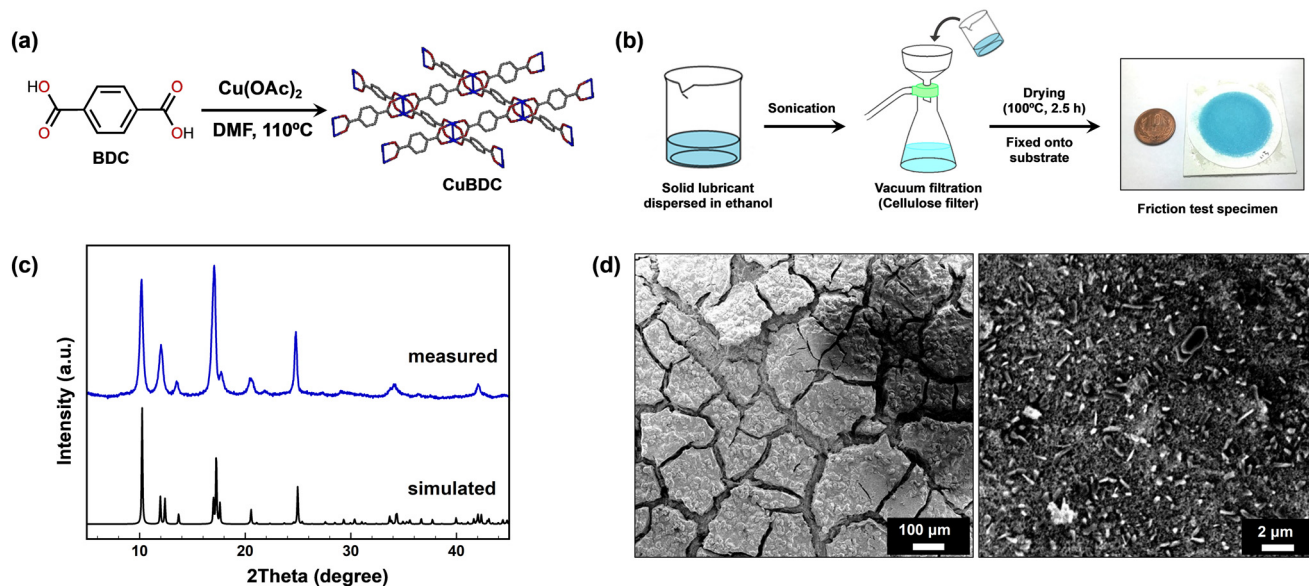 (a)
HO
O
O
OH
BDC
Cu(OAc)2
DMF, 110ºC
CuBDC
(b)
Solid lubricant
dispersed in ethanol
Sonication
Vacuum filtration
(Cellulose filter)
Drying
(100ºC, 2.5 h)
Fixed onto
substrate
Friction test specimen
(c)
Intensity (a.u.)
measured
simulated
10
20
30
40
2Theta (degree)
(d)
100 µm
2 µm